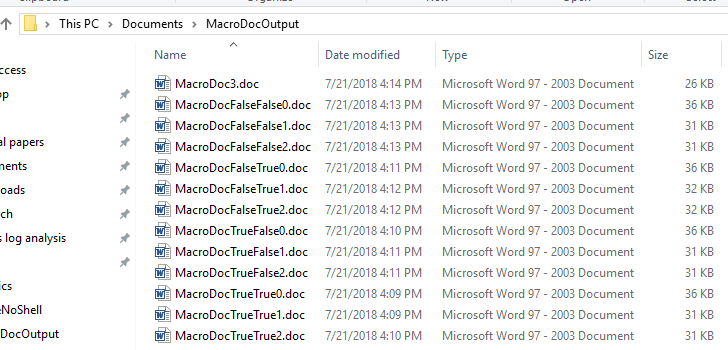 This PC > Documents > MacroDocOutput
Name Date modified Type Size
MacroDoc3.doc 7/21/2018 4:14 PM Microsoft Word 97 - 2003 Document 26 KB
ccess MacroDocFalseFalse0.doc 7/21/2018 4:13 PM Microsoft Word 97 - 2003 Document 36 KB
op MacroDocFalseFalse1.doc 7/21/2018 4:13 PM Microsoft Word 97 - 2003 Document 31 KB
MacroDocFalseFalse2.doc 7/21/2018 4:13 PM Microsoft Word 97 - 2003 Document 31 KB
al papers MacroDocFalseTrue0.doc 7/21/2018 4:11 PM Microsoft Word 97 - 2003 Document 36 KB
ments MacroDocFalseTrue1.doc 7/21/2018 4:12 PM Microsoft Word 97 - 2003 Document 32 KB
oads MacroDocFalseTrue2.doc 7/21/2018 4:12 PM Microsoft Word 97 - 2003 Document 32 KB
rch MacroDocTrueFalse0.doc 7/21/2018 4:10 PM Microsoft Word 97 - 2003 Document 36 KB
s log analysis MacroDocTrueFalse1.doc 7/21/2018 4:11 PM Microsoft Word 97 - 2003 Document 31 KB
MacroDocTrueFalse2.doc 7/21/2018 4:11 PM Microsoft Word 97 - 2003 Document 31 KB
ics MacroDocTrueTrue0.doc 7/21/2018 4:09 PM Microsoft Word 97 - 2003 Document 36 KB
eNoShell MacroDocTrueTrue1.doc 7/21/2018 4:09 PM Microsoft Word 97 - 2003 Document 31 KB
DocOutput MacroDocTrueTrue2.doc 7/21/2018 4:10 PM Microsoft Word 97 - 2003 Document 31 KB